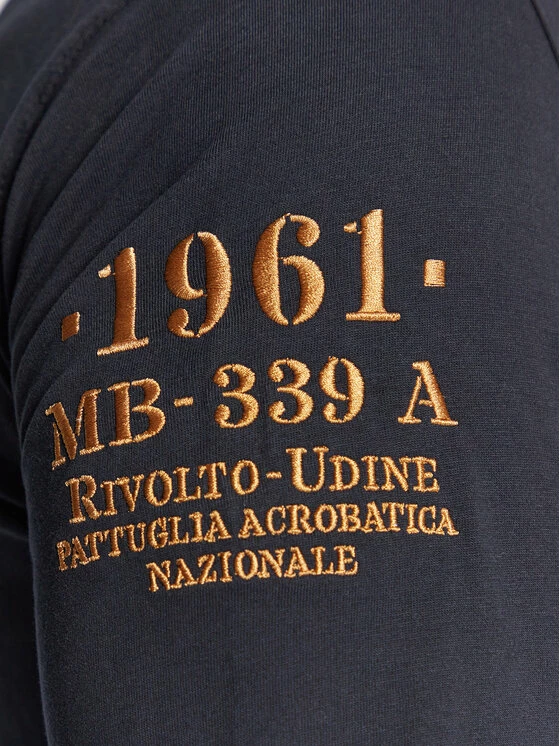 ·1961·
MB-339 A
RIVOLTO-UDINE
PATTUGLIA ACROBATICA
NAZIONALE